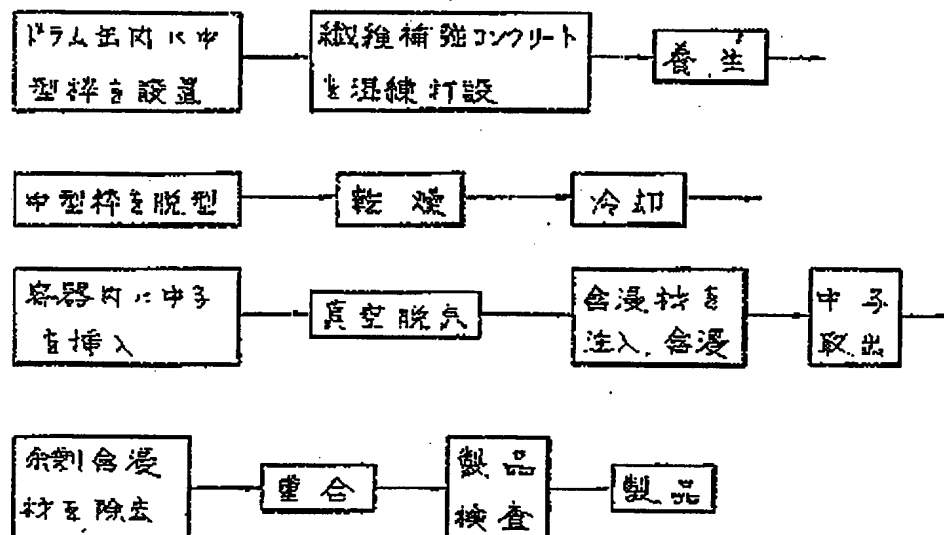 ドラム缶内に中
型枠を設置
繊維補強コンクリート
を混練打設
養生
中型枠を脱型
乾燥
冷却
容器内に中子
を挿入
真空脱気
含浸材を
注入、含浸
中子
取出
余剰含浸
材を除去
重合
製品
検査
製品